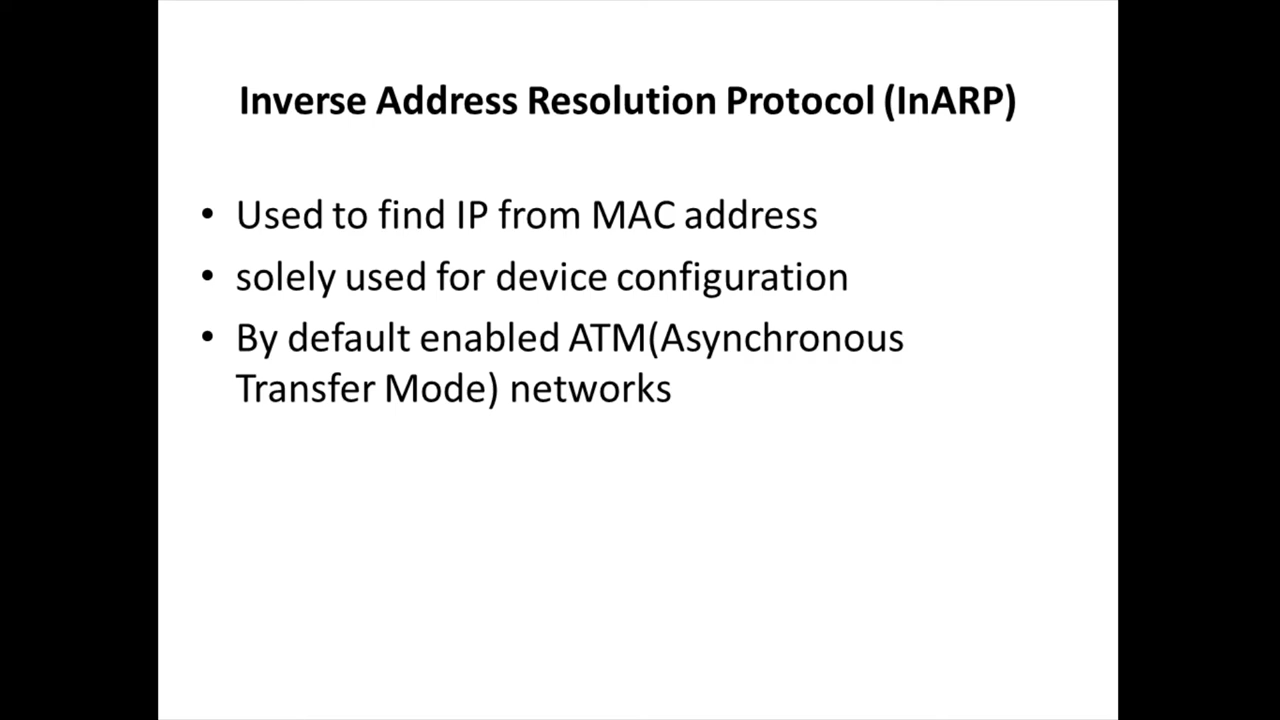 Inverse Address Resolution Protocol (InARP)
• Used to find IP from MAC address
• solely used for device configuration
• By default enabled ATM(Asynchronous
Transfer Mode) networks